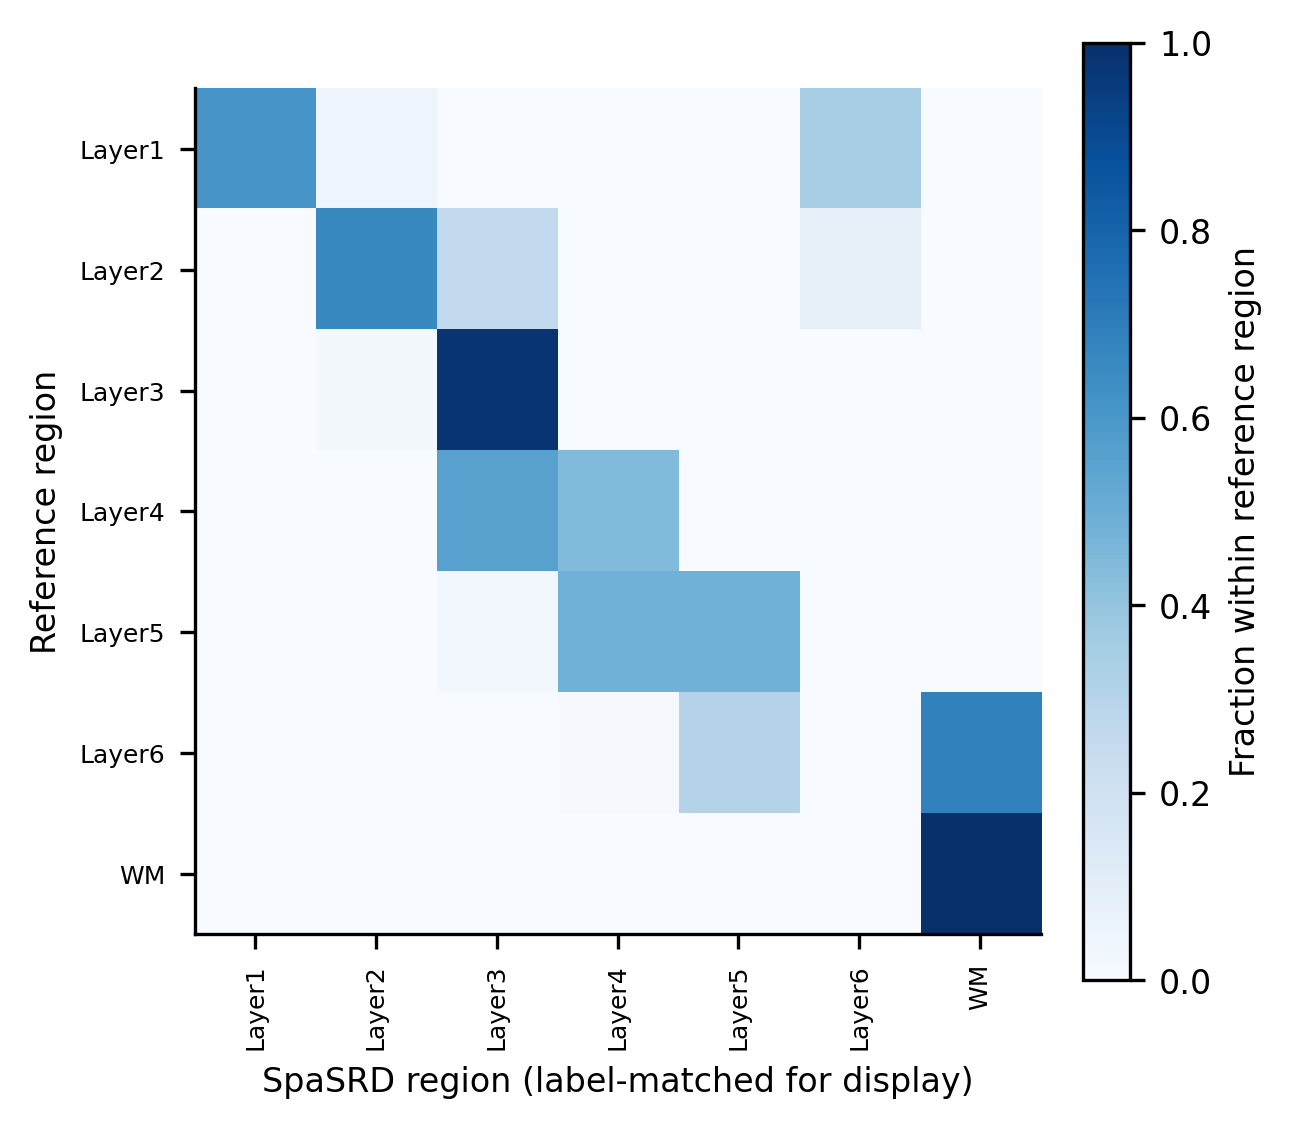 Reference region
Layer1
Layer2
Layer3
Layer4
Layer5
Layer6
WM
Layer1
Layer2
Layer3
Layer4
Layer5
Layer6
WM
SpaSRD region (label-matched for display)
1.0
0.8
0.6
0.4
0.2
0.0
Fraction within reference region